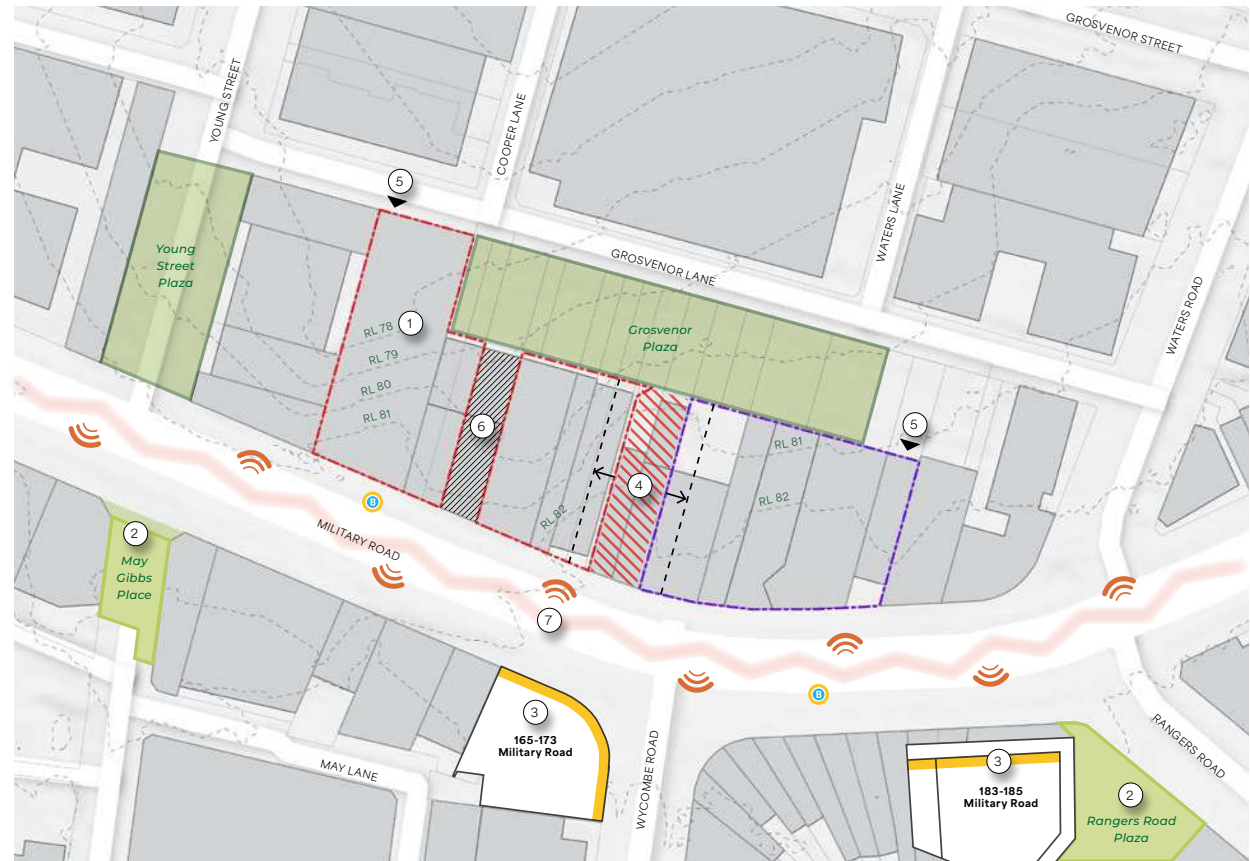 GROSVENOR STREET
YOUNG STREET
COOPER LANE
WATERS LANE
5
GROSVENOR LANE
Young
Street
Plaza
WATERS ROAD
RL 78
1
Grosvenor
Plaza
RL 79
RL 80
RL 81
6
5
RL 81
4
RL 82
RL 82
B
2
MILITARY ROAD
May
Gibbs
Place
7
B
3
165-173
Military Road
RANGERS ROAD
MAY LANE
WYCOMBE ROAD
3
183-185
Military Road
2
Rangers Road
Plaza